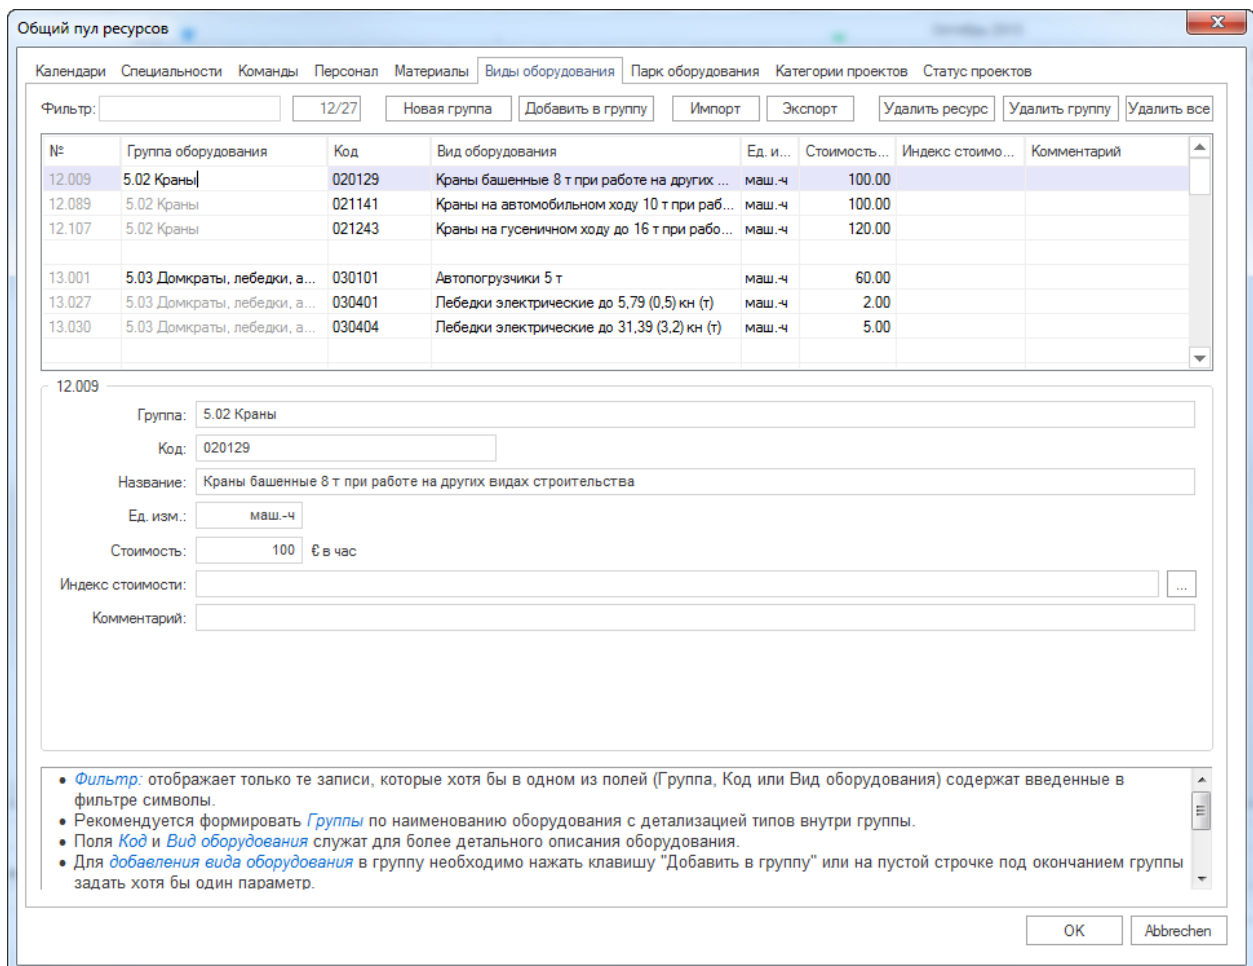 Общий пул ресурсов
Календари Специальности Команды Персонал Материалы Виды оборудования Парк оборудования Категории проектов Статус проектов
Фильтр: 12/27 Новая группа Добавить в группу Импорт Экспорт Удалить ресурс Удалить группу Удалить все
№ Группа оборудования Код Вид оборудования Ед. и... Стоимость... Индекс стоимо... Комментарий
12.009 5.02 Краны 020129 Краны башенные 8 т при работе на других ... маш.-ч 100.00
12.089 5.02 Краны 021141 Краны на автомобильном ходу 10 т при раб... маш.-ч 100.00
12.107 5.02 Краны 021243 Краны на гусеничном ходу до 16 т при рабо... маш.-ч 120.00
13.001 5.03 Домкраты, лебедки, а... 030101 Автопогрузчики 5 т маш.-ч 60.00
13.027 5.03 Домкраты, лебедки, а... 030401 Лебедки электрические до 5,79 (0,5) кн (т) маш.-ч 2.00
13.030 5.03 Домкраты, лебедки, а... 030404 Лебедки электрические до 31,39 (3,2) кн (т) маш.-ч 5.00
12.009
Группа: 5.02 Краны
Код: 020129
Название: Краны башенные 8 т при работе на других видах строительства
Ед. изм.: маш.-ч
Стоимость: 100 € в час
Индекс стоимости: ...
Комментарий:
• Фильтр: отображает только те записи, которые хотя бы в одном из полей (Группа, Код или Вид оборудования) содержат введенные в
фильтре символы.
• Рекомендуется формировать Группы по наименованию оборудования с детализацией типов внутри группы.
• Поля Код и Вид оборудования служат для более детального описания оборудования.
• Для добавления вида оборудования в группу необходимо нажать клавишу "Добавить в группу" или на пустой строчке под окончанием группы
задать хотя бы один параметр.
OK Abbrechen